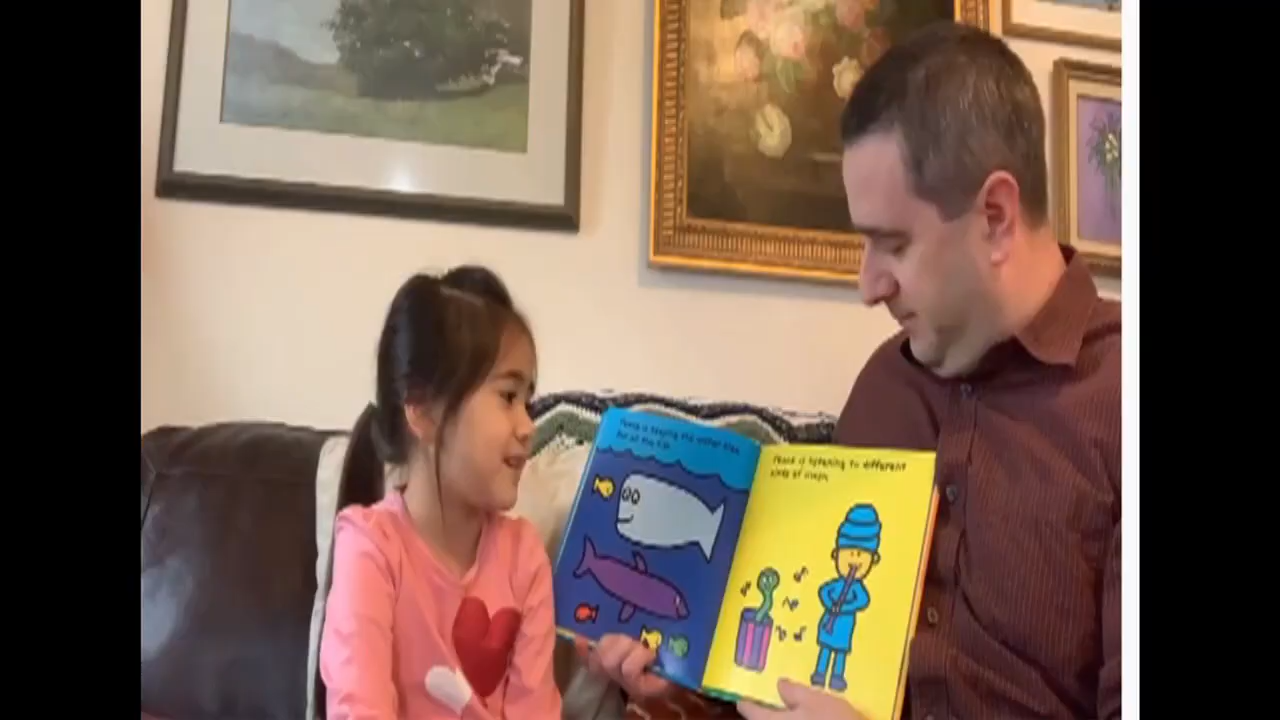 Peace is keeping the water blue
for all the fish.
Peace is listening to different
kinds of music.